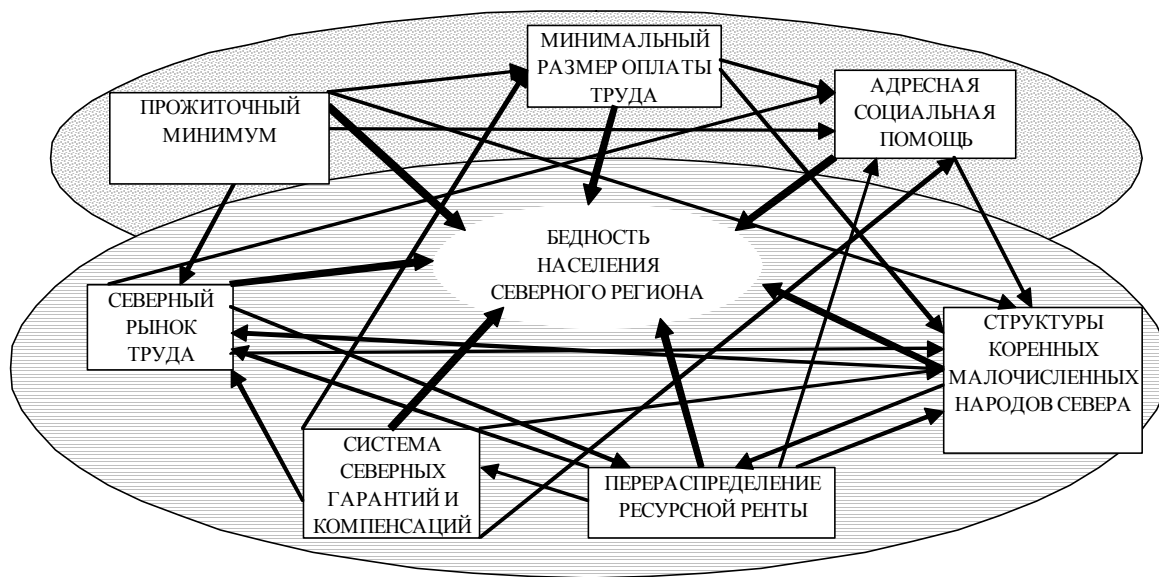 МИНИМАЛЬНЫЙ
РАЗМЕР ОПЛАТЫ
ТРУДА
ПРОЖИТОЧНЫЙ
МИНИМУМ
АДРЕСНАЯ
СОЦИАЛЬНАЯ
ПОМОЩЬ
БЕДНОСТЬ
НАСЕЛЕНИЯ
СЕВЕРНОГО РЕГИОНА
СЕВЕРНЫЙ
РЫНОК
ТРУДА
СТРУКТУРЫ
КОРЕННЫХ
МАЛОЧИСЛЕННЫХ
НАРОДОВ СЕВЕРА
СИСТЕМА
СЕВЕРНЫХ
ГАРАНТИЙ И
КОМПЕНСАЦИЙ
ПЕРЕРАСПРЕДЕЛЕНИЕ
РЕСУРСНОЙ РЕНТЫ